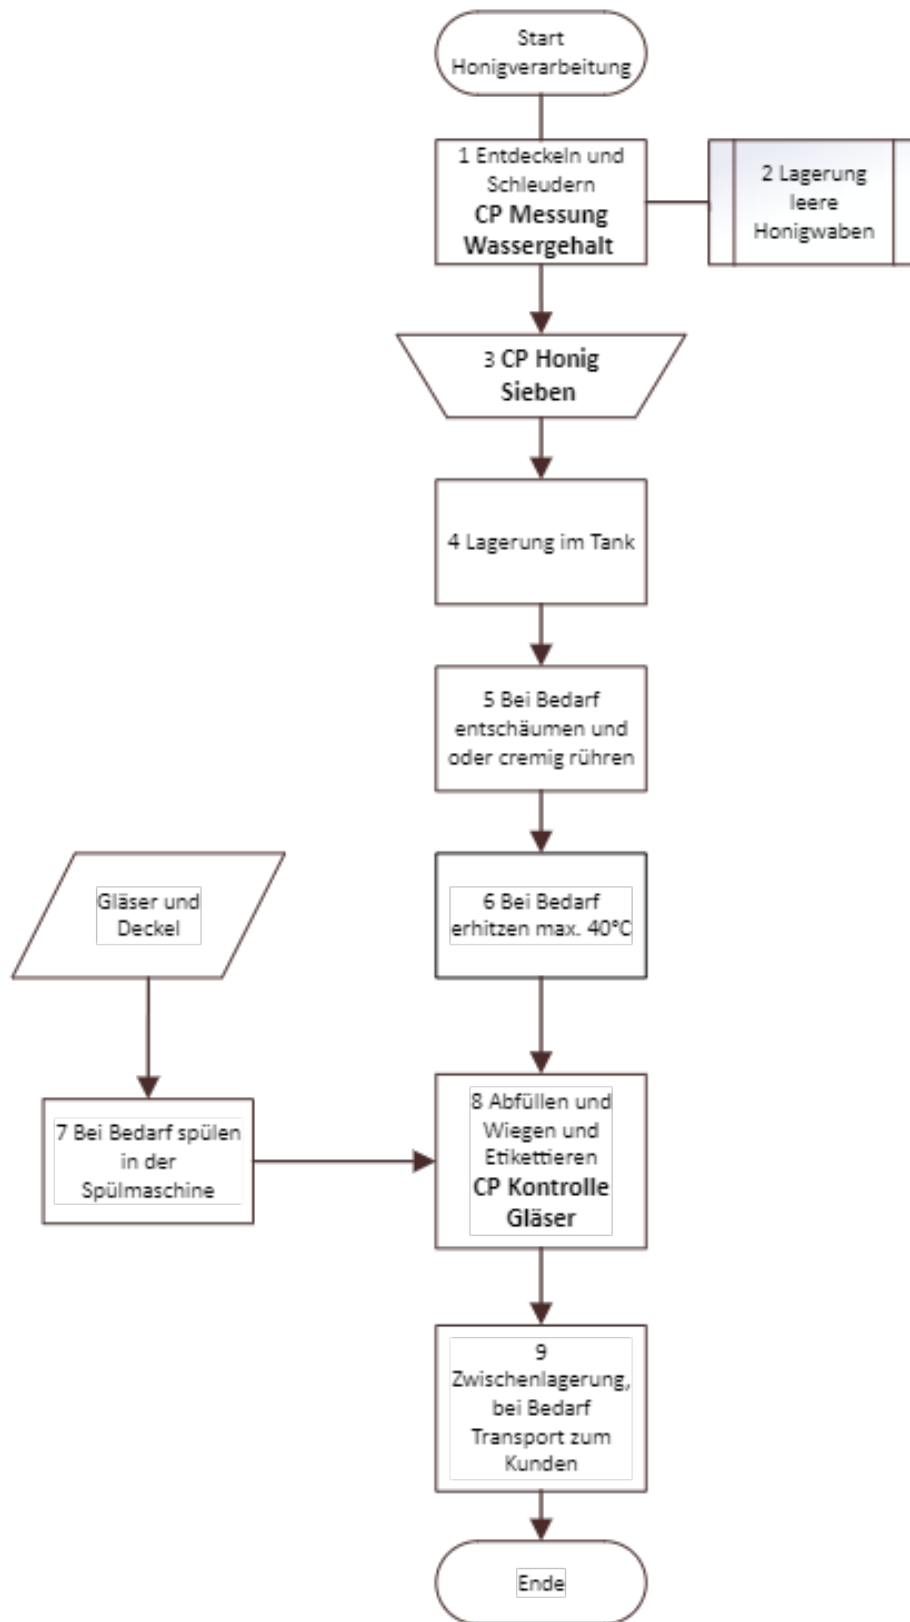 Start
Honigverarbeitung
1 Entdeckeln und
Schleudern
CP Messung
Wassergehalt
2 Lagerung
leere
Honigwaben
3 CP Honig
Sieben
4 Lagerung im Tank
5 Bei Bedarf
entschäumen und
oder cremig rühren
Gläser und
Deckel
6 Bei Bedarf
erhitzen max. 40°C
7 Bei Bedarf spülen
in der
Spülmaschine
8 Abfüllen und
Wiegen und
Etikettieren
CP Kontrolle
Gläser
9
Zwischenlagerung,
bei Bedarf
Transport zum
Kunden
Ende